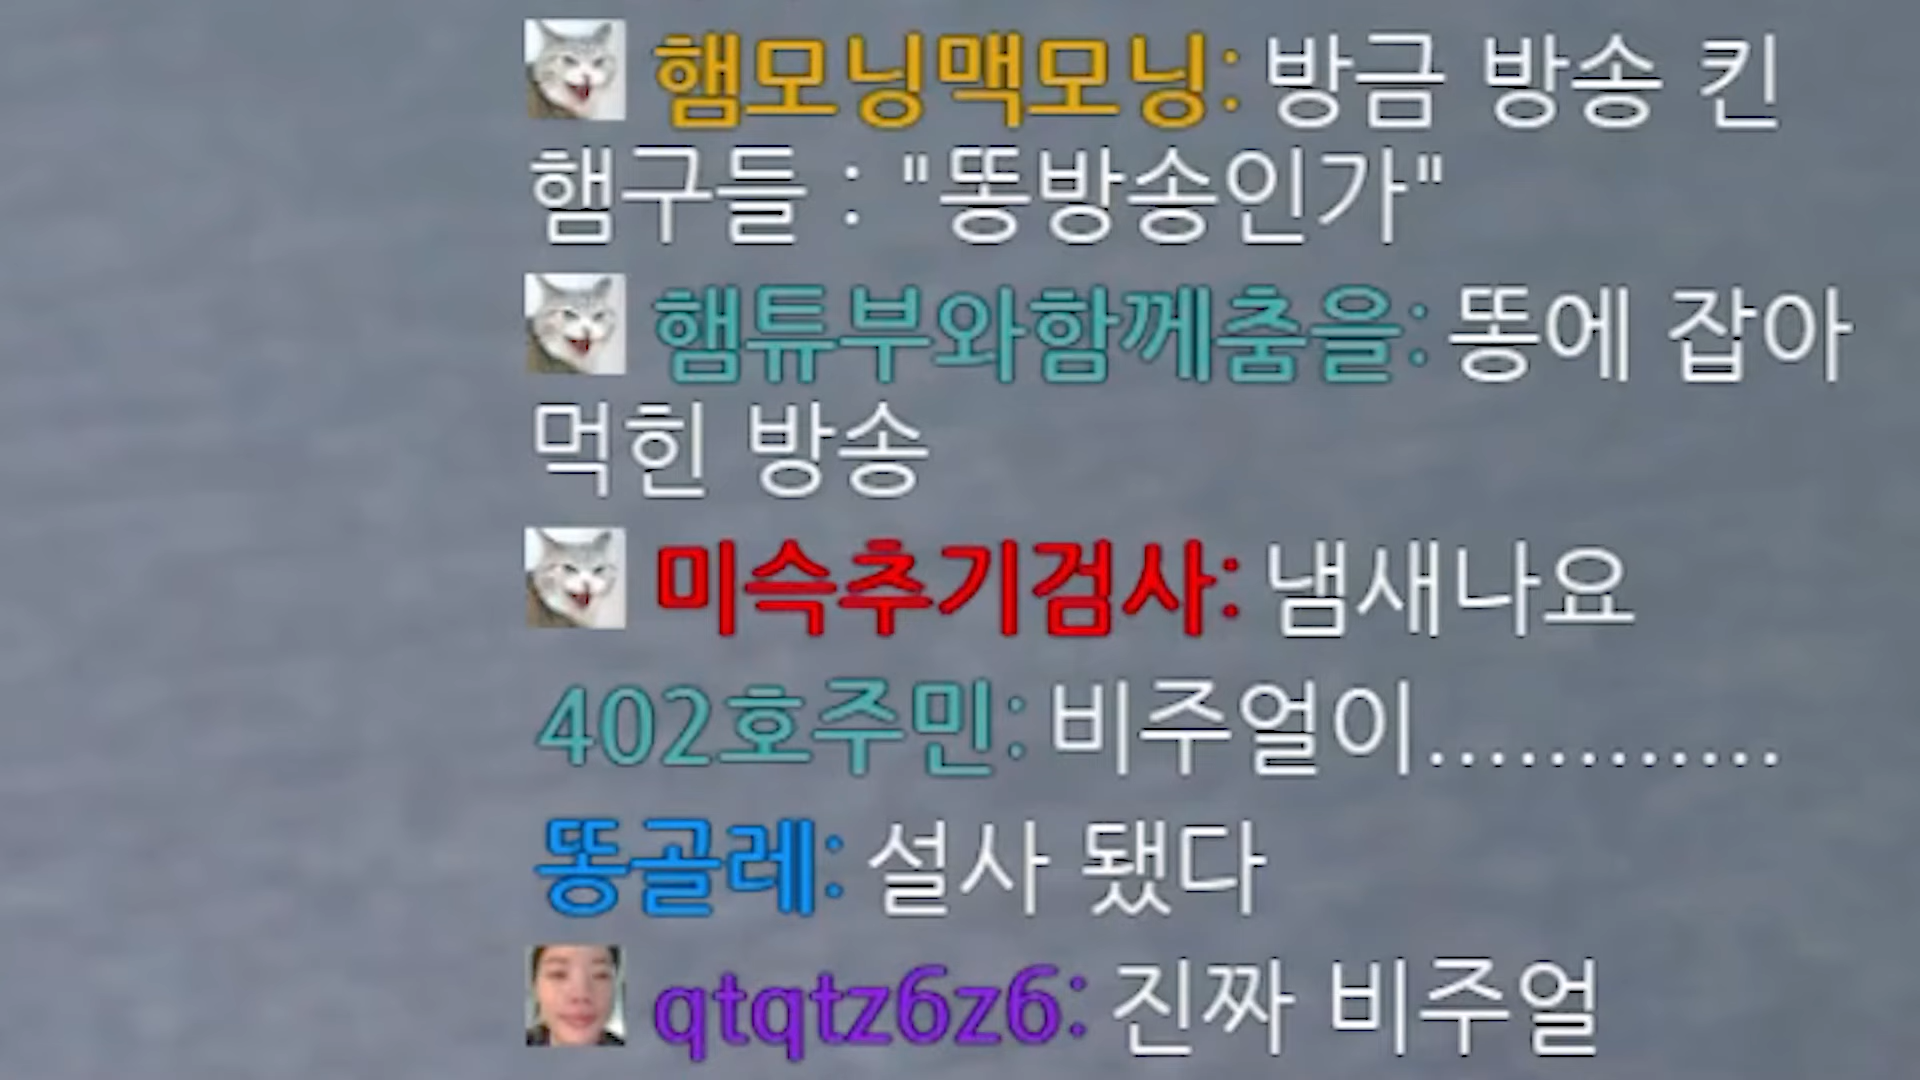 햄모닝맥모닝: 방금 방송 킨
햄구들 : "똥방송인가"
햄튜부와함께춤을: 똥에 잡아
먹힌 방송
미슥추기검사: 냄새나요
402호주민: 비주얼이............
똥골레: 설사 됐다
qtqtz6z6: 진짜 비주얼